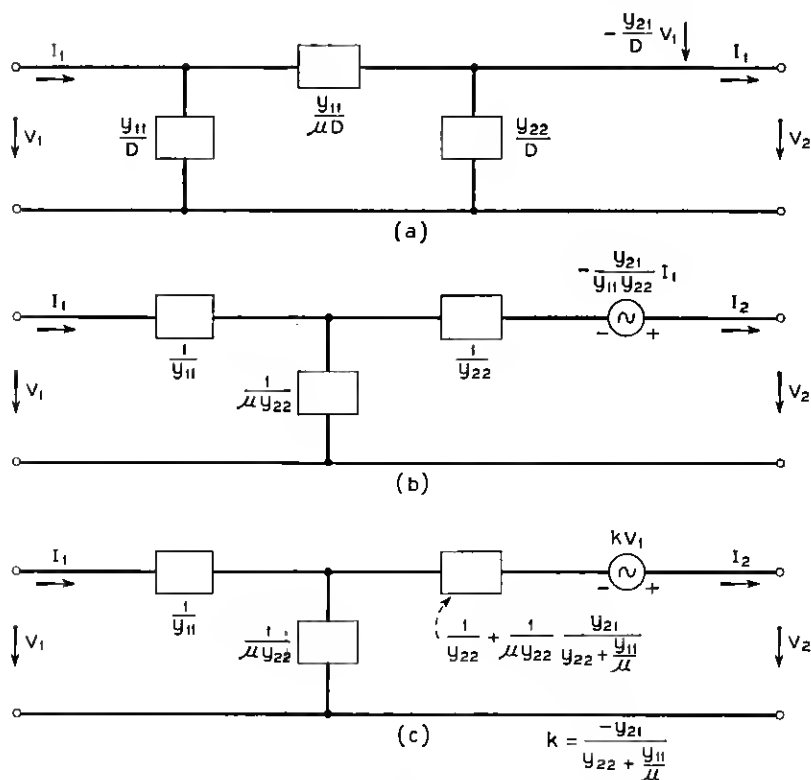 I₁
y₁₁/μD
-y₂₁/D V₁
I₁
V₁
y₁₁/D
y₂₂/D
V₂
(a)
I₁
1/y₁₁
1/y₂₂
-y₂₁/y₁₁y₂₂ I₁
- +
I₂
V₁
1/μy₂₂
V₂
(b)
I₁
1/y₁₁
kV₁
- +
I₂
V₁
1/μy₂₂
1/y₂₂ + 1/μy₂₂ y₂₁/(y₂₂ + y₁₁/μ)
V₂
(c)
k = -y₂₁/(y₂₂ + y₁₁/μ)